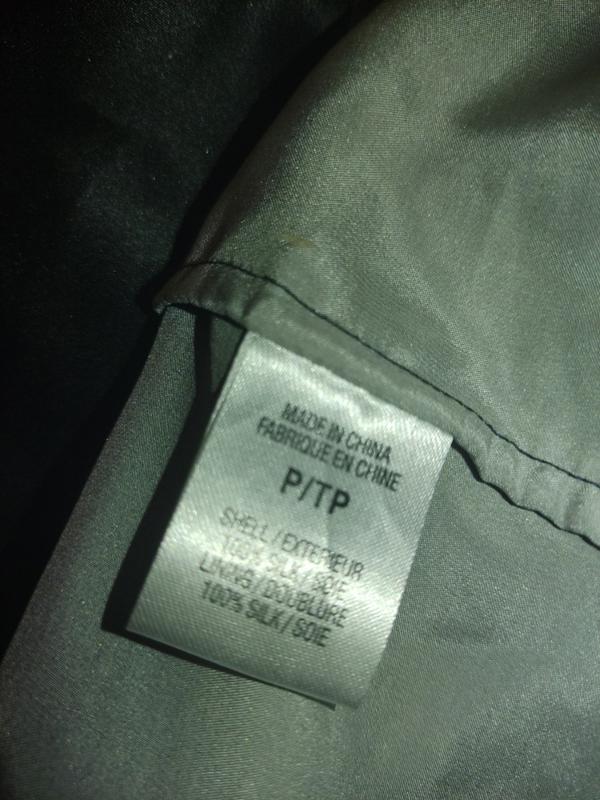 MADE IN CHINA
FABRIQUE EN CHINE
P/TP
SHELL / EXTERIEUR
100% SILK / SOIE
LINING / DOUBLURE
100% SILK / SOIE